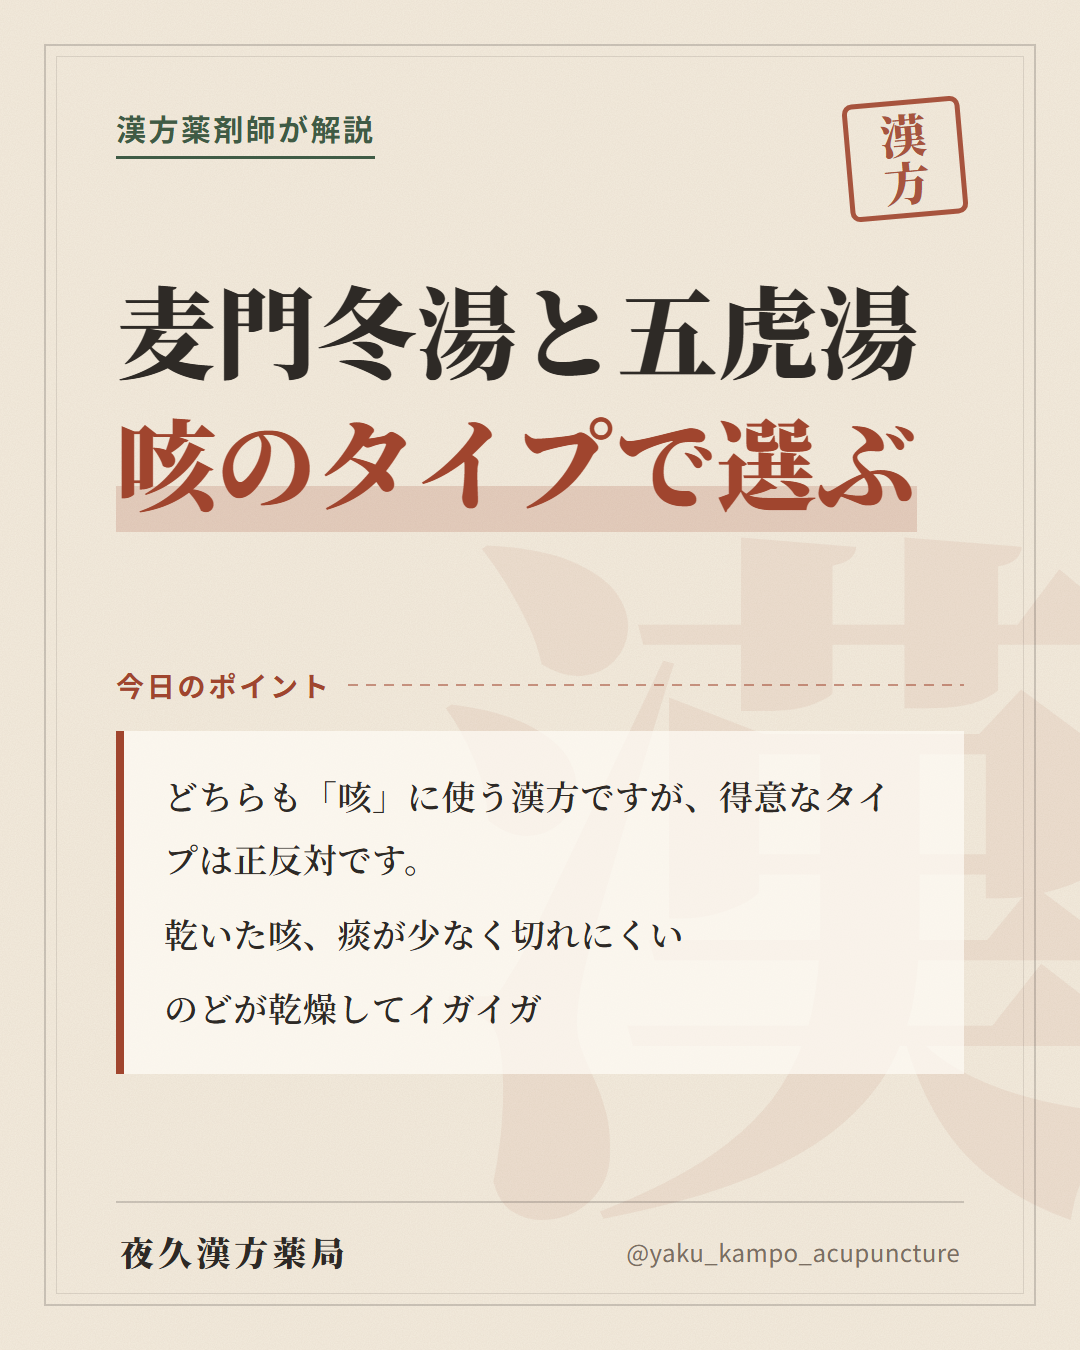 漢方薬剤師が解説
漢方
麦門冬湯と五虎湯
咳のタイプで選ぶ
今日のポイント
どちらも「咳」に使う漢方ですが、得意なタイ
プは正反対です。
乾いた咳、痰が少なく切れにくい
のどが乾燥してイガイガ
夜久漢方薬局
@yaku_kampo_acupuncture
漢